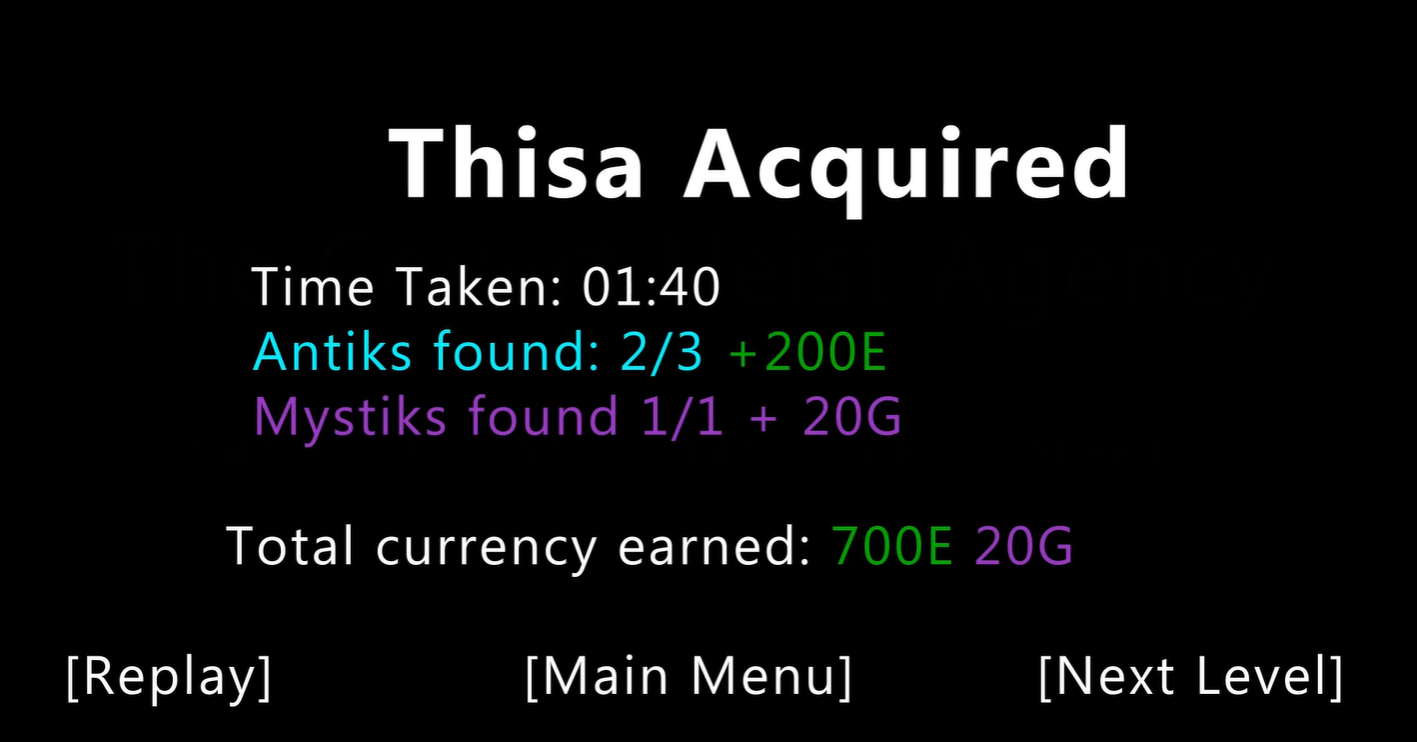 Thisa Acquired
Time Taken: 01:40
Antiks found: 2/3 +200E
Mystiks found 1/1 + 20G
Total currency earned: 700E 20G
[Replay] [Main Menu] [Next Level]